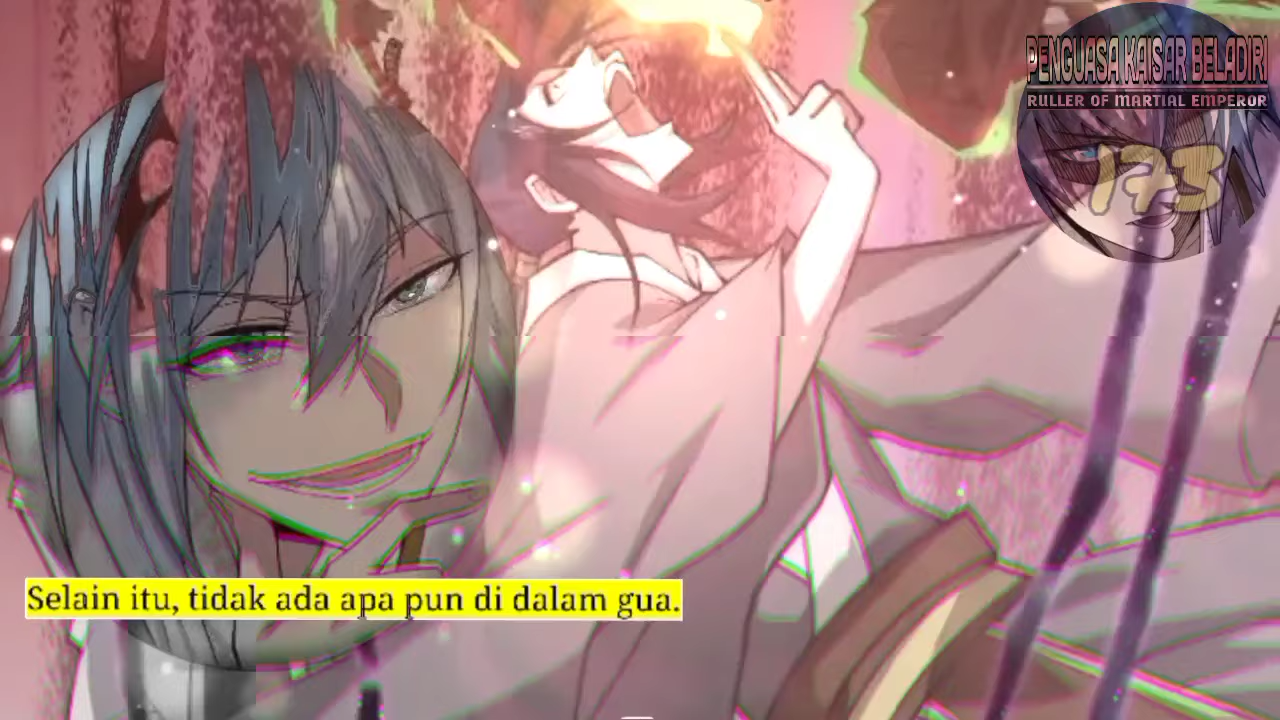 PENGUASA KAISAR BELADIRI
RULLER OF MARTIAL EMPEROR
173
Selain itu, tidak ada apa pun di dalam gua.